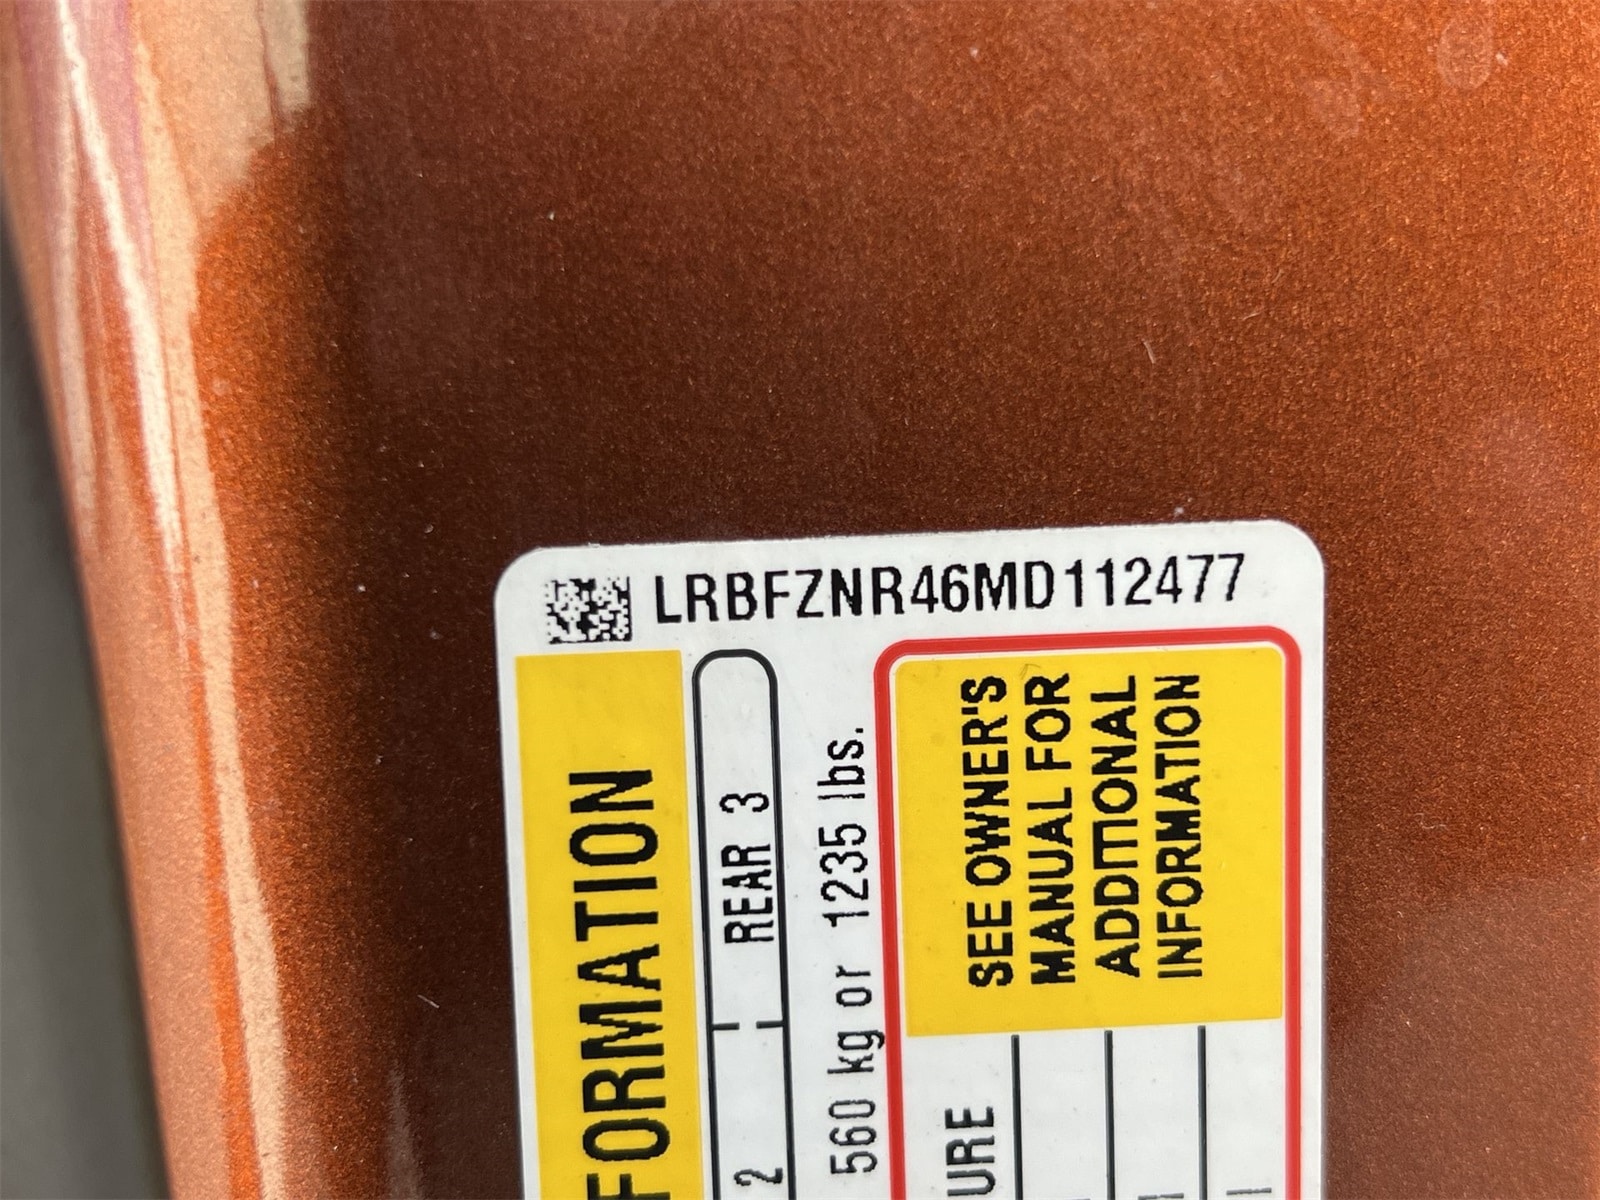 LRBFZNR46MD112477
FORMATION
2 REAR 3
560 kg or 1235 lbs.
SEE OWNER'S
MANUAL FOR
ADDITIONAL
INFORMATION
URE